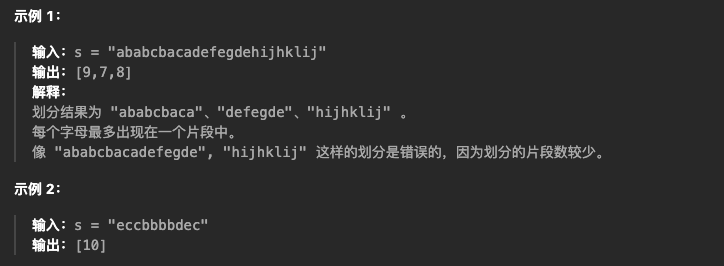 示例 1：
输入：s = "ababcbacadefegdehijhklij"
输出：[9,7,8]
解释：
划分结果为 "ababcbaca"、"defegde"、"hijhklij" 。
每个字母最多出现在一个片段中。
像 "ababcbacadefegde", "hijhklij" 这样的划分是错误的，因为划分的片段数较少。
示例 2：
输入：s = "eccbbbbdec"
输出：[10]